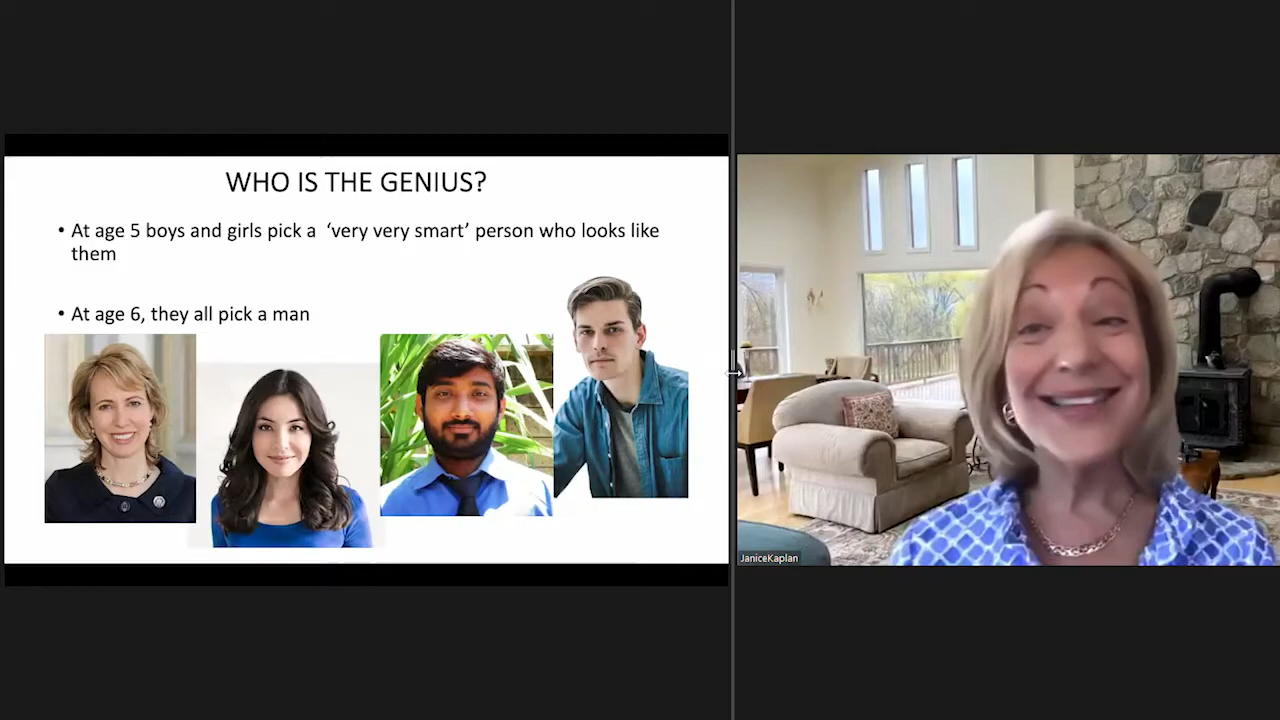 WHO IS THE GENIUS?
• At age 5 boys and girls pick a ‘very very smart’ person who looks like
them
• At age 6, they all pick a man
JaniceKaplan